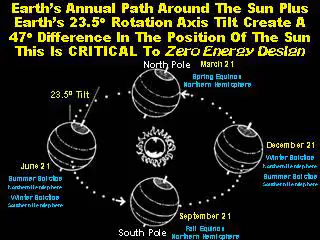 Earth's Annual Path Around The Sun Plus
Earth's 23.5º Rotation Axis Tilt Create A
47º Difference In The Position Of The Sun
This Is CRITICAL To Zero Energy Design
North Pole
March 21
Spring Equinox
Northern Hemisphere
23.5º Tilt
December 21
Winter Solstice
Northern Hemisphere
Summer Solstice
Southern Hemisphere
June 21
Summer Solstice
Northern Hemisphere
Winter Solstice
Southern Hemisphere
September 21
South Pole
Fall Equinox
Northern Hemisphere